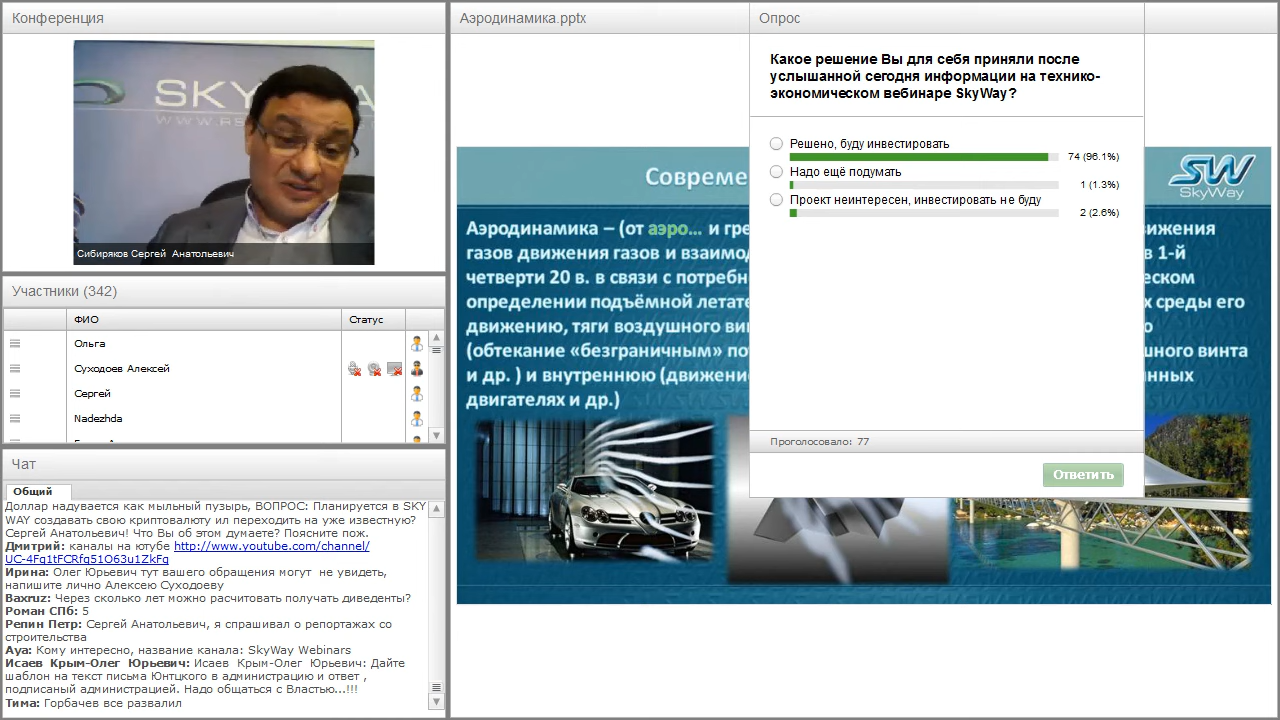 Конференция
SKYWA
WWW.RS
Сибиряков Сергей Анатольевич
Участники (342)
ФИО
Статус
Ольга
Суходоев Алексей
Сергей
Nadezhda
Чат
Общий
Доллар надувается как мыльный пузырь, ВОПРОС: Планируется в SKY
WAY создавать свою криптовалюту ил переходить на уже известную?
Сергей Анатольевич! Что Вы об этом думаете? Поясните пож.
Дмитрий: каналы на ютубе http://www.youtube.com/channel/
UC-4Fq1tFCRfq51O63u1ZkFq
Ирина: Олег Юрьевич тут вашего обращения могут не увидеть,
напишите лично Алексею Суходоеву
Baxruz: Через сколько лет можно расчитовать получать диведенты?
Роман СПб: 5
Репин Петр: Сергей Анатольевич, я спрашивал о репортажах со
строительства
Aya: Кому интересно, название канала: SkyWay Webinars
Исаев Крым-Олег Юрьевич: Исаев Крым-Олег Юрьевич: Дайте
шаблон на текст письма Юнтцкого в администрацию и ответ ,
подписаный администрацией. Надо общаться с Властью...!!!
Тима: Горбачев все развалил
Аэродинамика.pptx
Совреме
SW
SkyWay
Аэродинамика – (от аэро... и гре
газов движения газов и взаимод
в 1-й
четверти 20 в. в связи с потребн
ческом
определении подъёмной летате
х среды его
движению, тяги воздушного вин
(обтекание «безграничным» по
шного винта
и др. ) и внутреннюю (движени
нных
двигателях и др.)
Опрос
Какое решение Вы для себя приняли после
услышанной сегодня информации на технико-
экономическом вебинаре SkyWay?
Решено, буду инвестировать
74 (96.1%)
Надо ещё подумать
1 (1.3%)
Проект неинтересен, инвестировать не буду
2 (2.6%)
Проголосовало: 77
Ответить